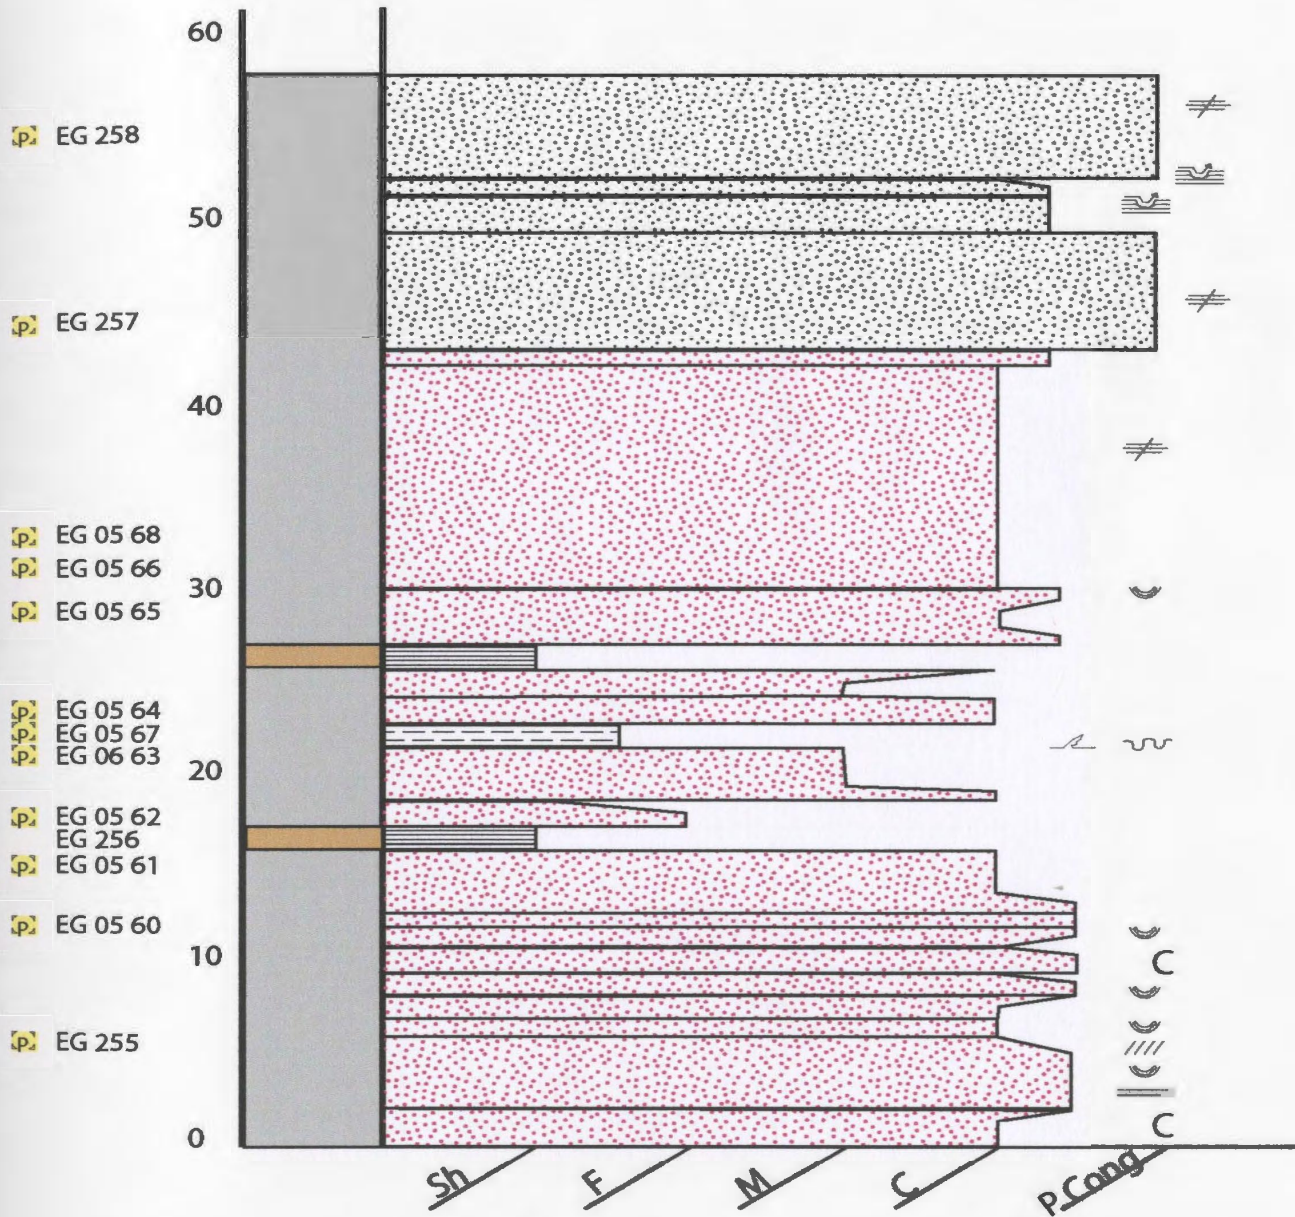 60
P EG 258
50
P EG 257
40
P EG 05 68
P EG 05 66
30
P EG 05 65
P EG 05 64
P EG 05 67
P EG 06 63
20
P EG 05 62
EG 256
P EG 05 61
P EG 05 60
10
C
P EG 255
C
0
Sh F M C P.Cong